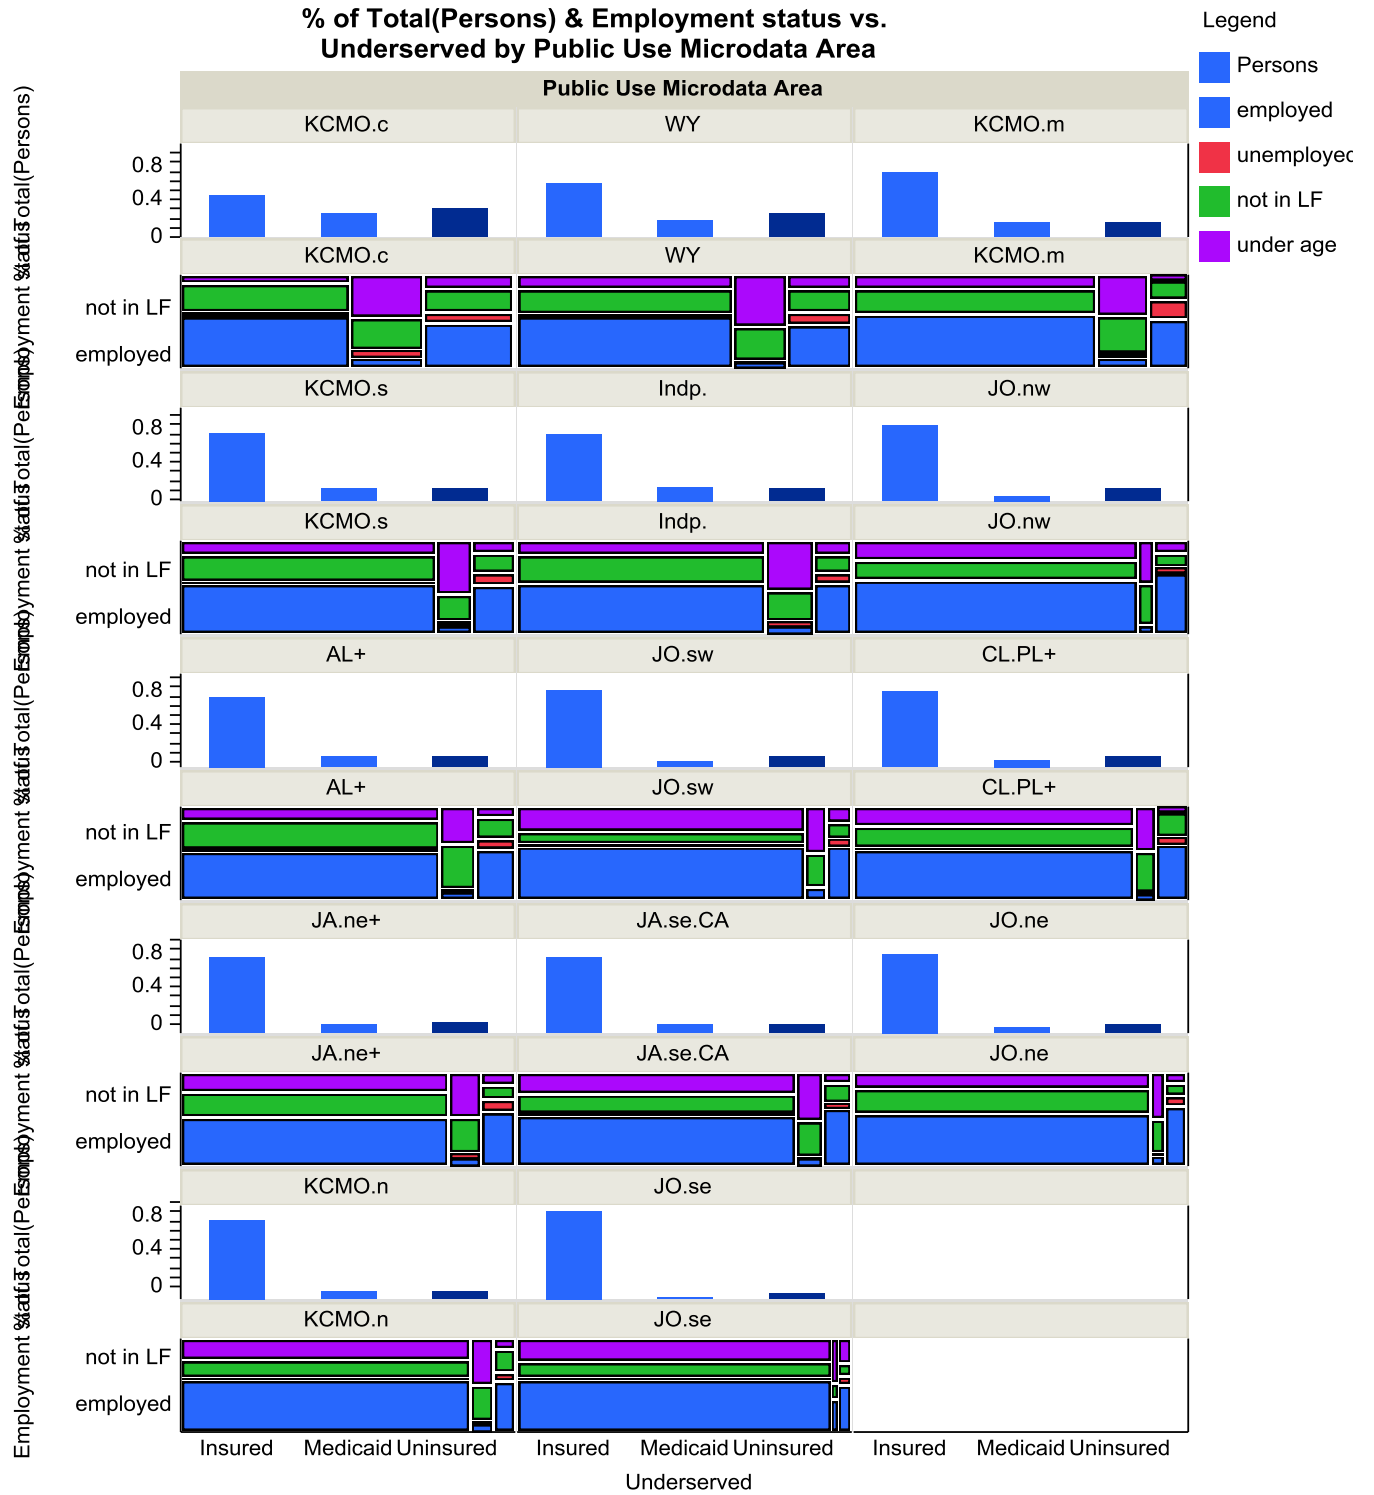 % of Total(Persons) & Employment status vs.
Underserved by Public Use Microdata Area
Legend
Persons
employed
unemployed
not in LF
under age
Public Use Microdata Area
KCMO.c WY KCMO.m
0.8
0.4
0
KCMO.c WY KCMO.m
not in LF
employed
KCMO.s Indp. JO.nw
0.8
0.4
0
KCMO.s Indp. JO.nw
not in LF
employed
AL+ JO.sw CL.PL+
0.8
0.4
0
AL+ JO.sw CL.PL+
not in LF
employed
JA.ne+ JA.se.CA JO.ne
0.8
0.4
0
JA.ne+ JA.se.CA JO.ne
not in LF
employed
KCMO.n JO.se
0.8
0.4
0
KCMO.n JO.se
not in LF
employed
Insured Medicaid Uninsured Insured Medicaid Uninsured Insured Medicaid Uninsured
Underserved